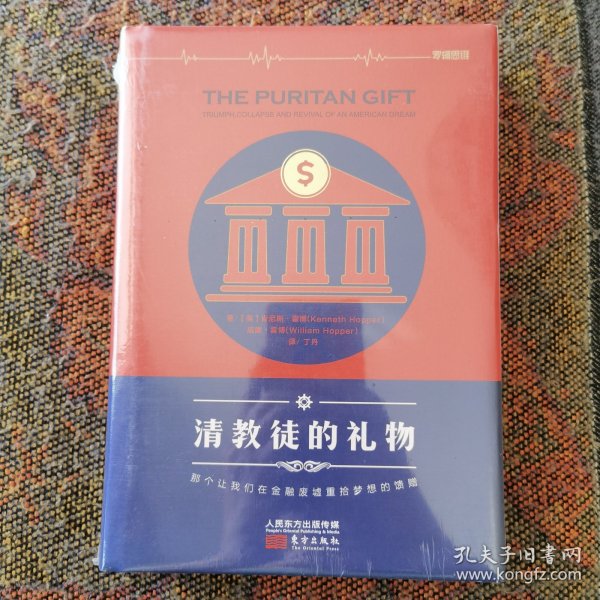 罗辑思维
THE PURITAN GIFT
TRIUMPH, COLLAPSE AND REVIVAL OF AN AMERICAN DREAM
$
著/[美]肯尼斯·霍博(Kenneth Hopper)
威廉·霍博(William Hopper)
译/丁丹
清教徒的礼物
那个让我们在金融废墟重拾梦想的馈赠
人民东方出版传媒
People's Oriental Publishing & Media
东方出版社
The Oriental Press
孔夫子旧书网
www.kongfz.com